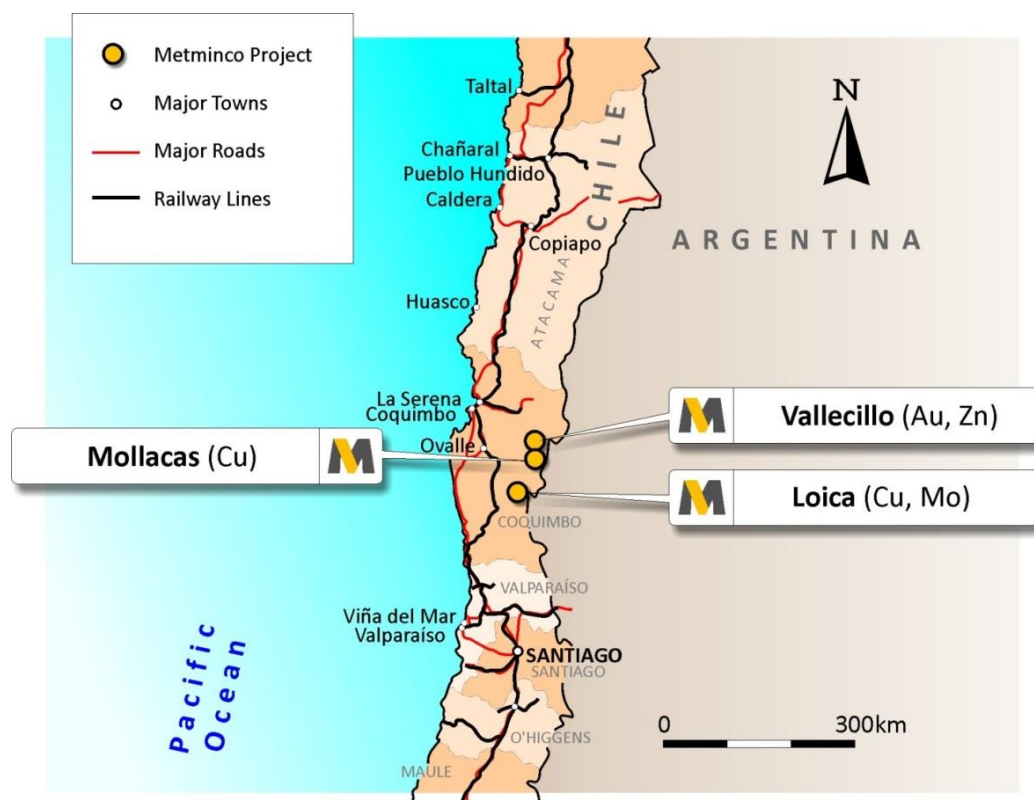 Metminco Project
Major Towns
Major Roads
Railway Lines
N
Taltal
Chañaral
Pueblo Hundido
Caldera
Copiapo
CHILE
ARGENTINA
ATACAMA
Huasco
La Serena
Coquimbo
Ovalle
Mollacas (Cu)
Vallecillo (Au, Zn)
Loica (Cu, Mo)
COQUIMBO
VALPARAÍSO
Viña del Mar
Valparaíso
SANTIAGO
SANTIAGO
O'HIGGENS
MAULE
Pacific
Ocean
0 300km